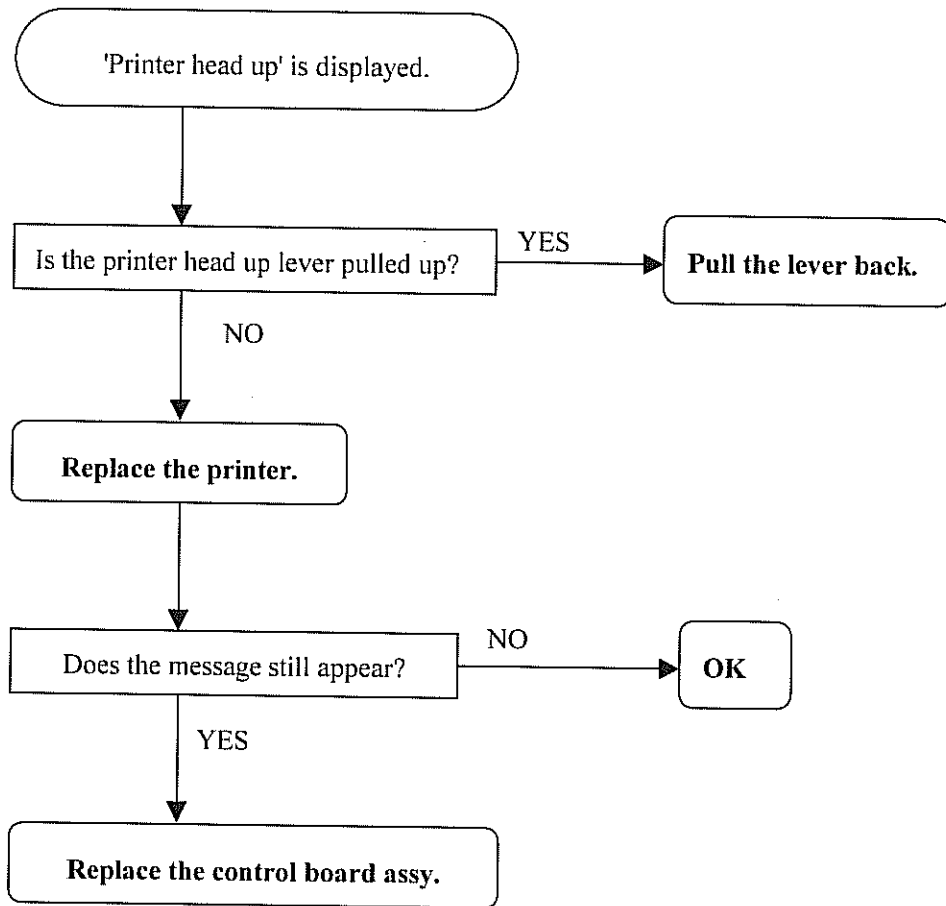 'Printer head up' is displayed.
Is the printer head up lever pulled up?
YES
Pull the lever back.
NO
Replace the printer.
Does the message still appear?
NO
OK
YES
Replace the control board assy.